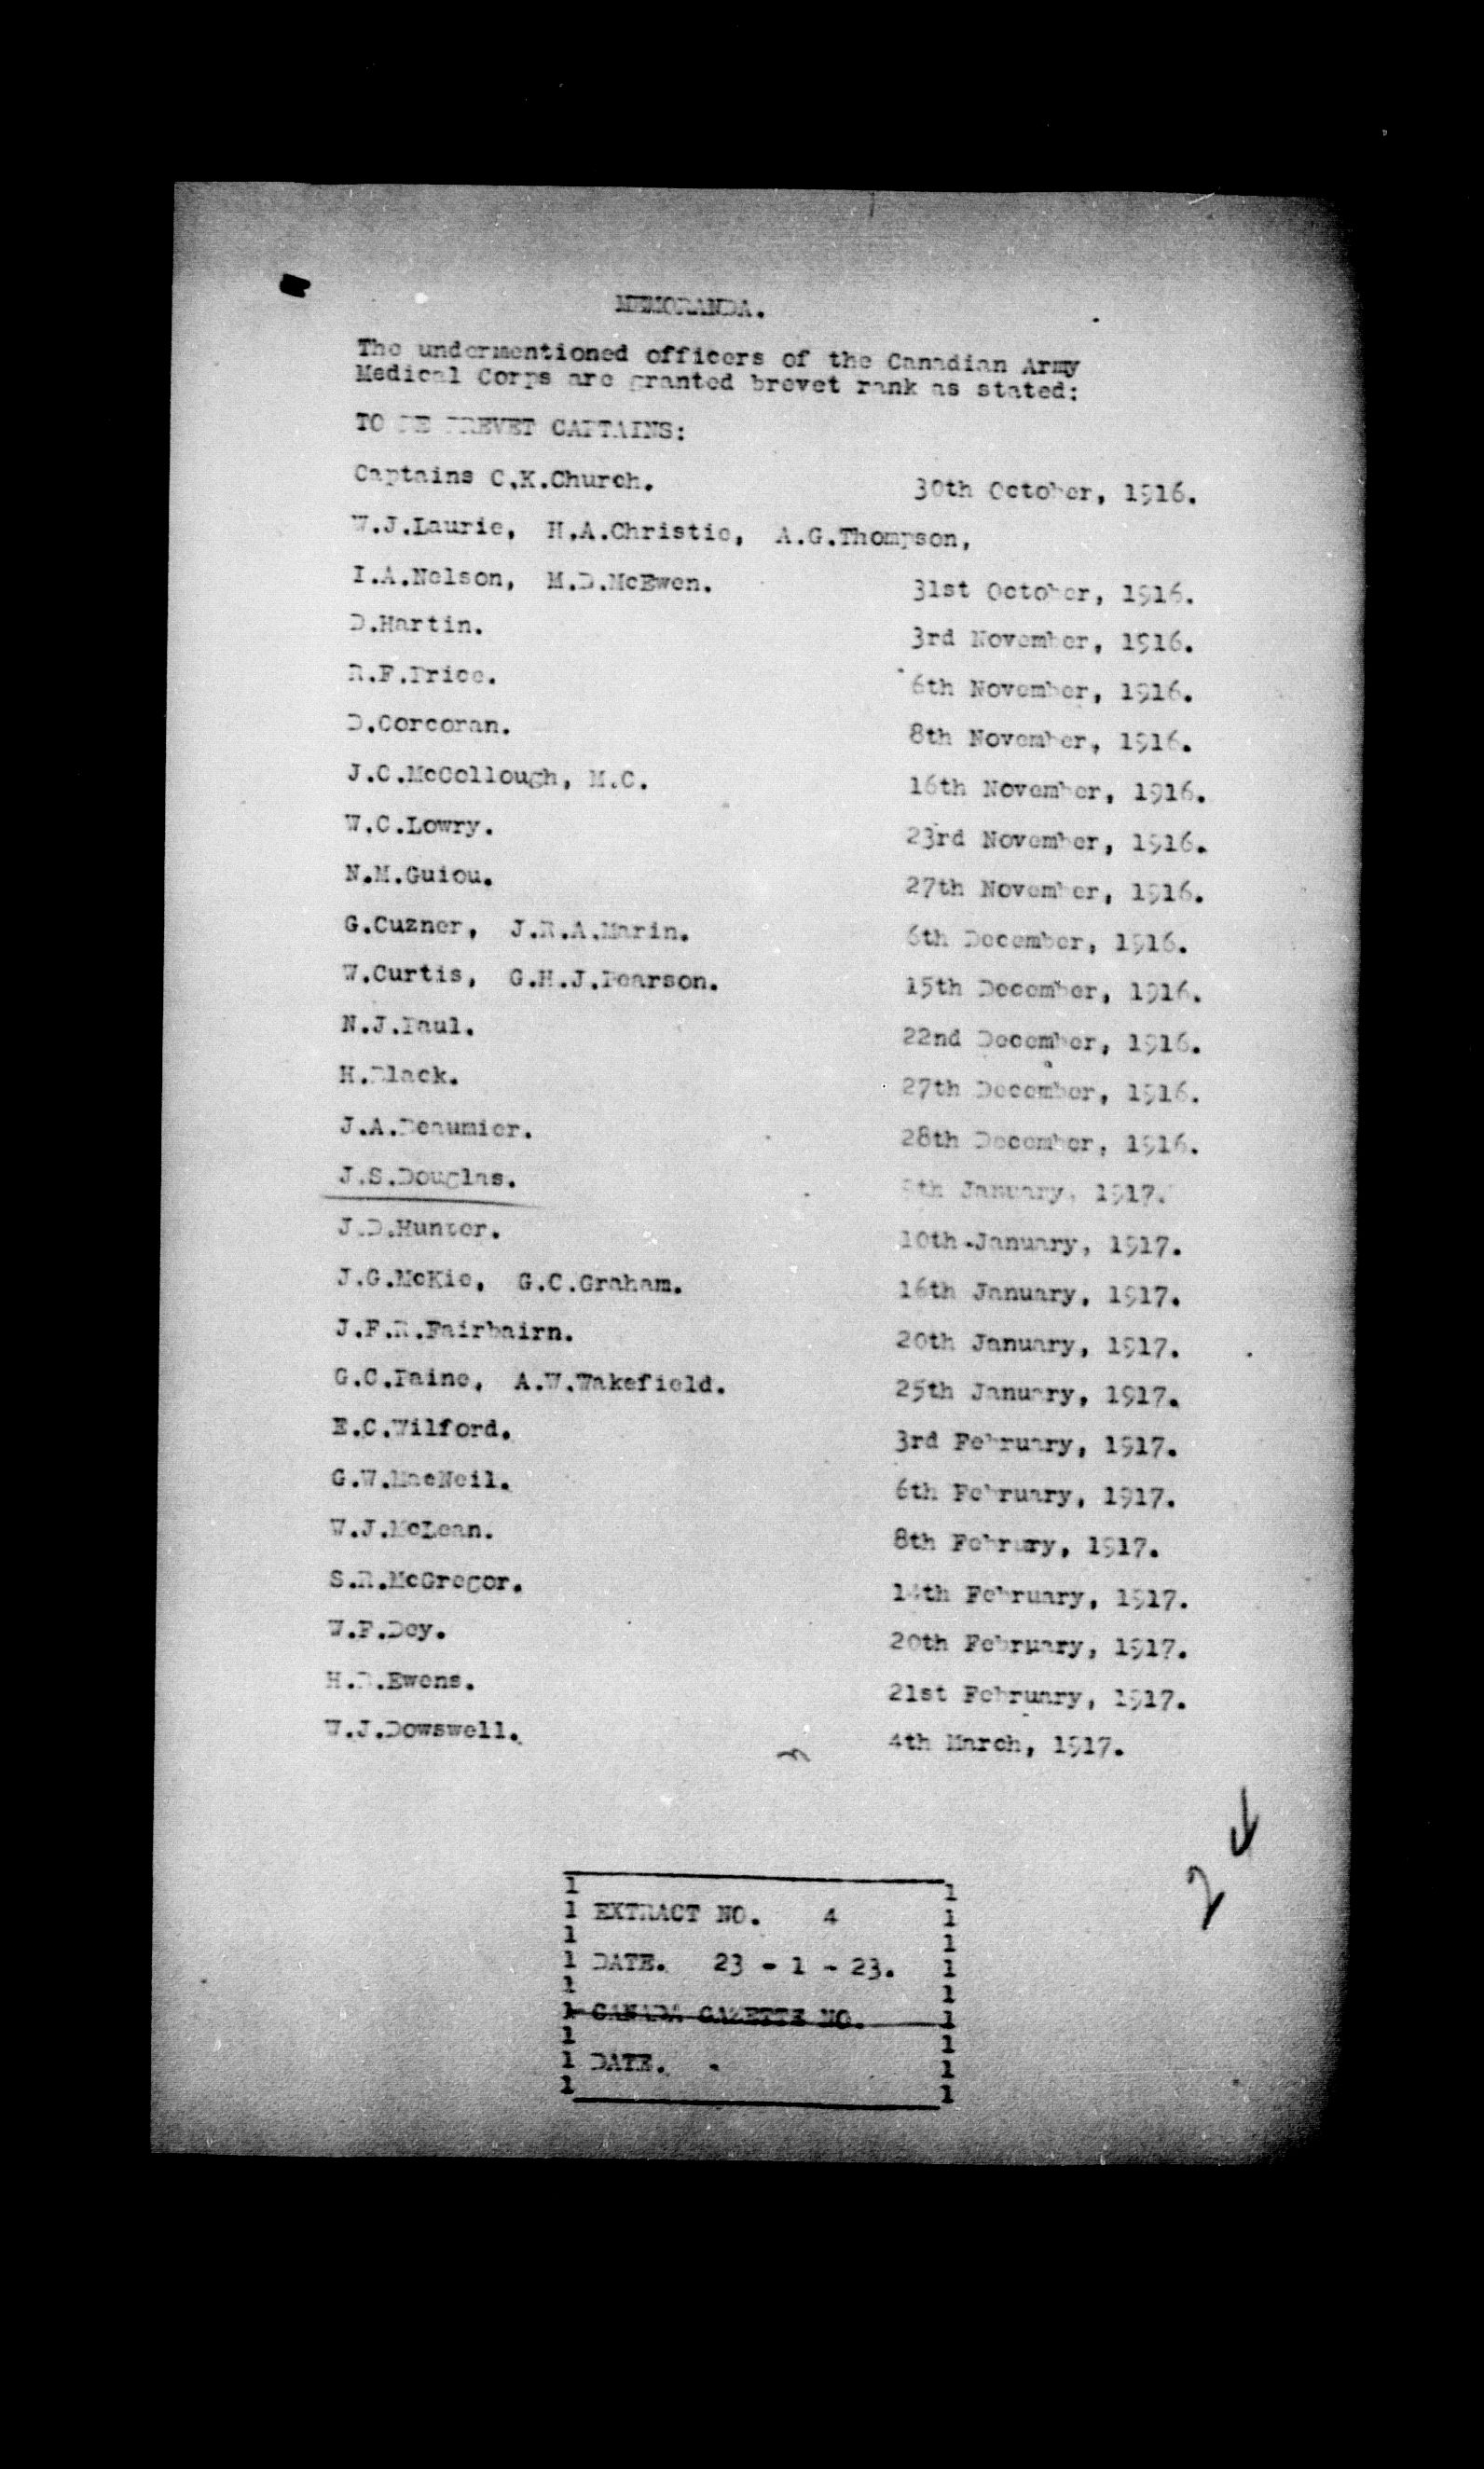 MEMORANDA.
The undermentioned officers of the Canadian Army
Medical Corps are granted brevet rank as stated:
TO BE BREVET CAPTAINS:
Captains C.K.Church. 30th October, 1916.
W.J.Laurie, H.A.Christie, A.G.Thompson,
I.A.Nelson, M.D.McEwen. 31st October, 1916.
D.Martin. 3rd November, 1916.
R.F.Price. 6th November, 1916.
D.Corcoran. 8th November, 1916.
J.C.McCollough, M.C. 16th November, 1916.
W.C.Lowry. 23rd November, 1916.
N.M.Guiou. 27th November, 1916.
G.Cuzner, J.R.A.Marin. 6th December, 1916.
W.Curtis, G.H.J.Pearson. 15th December, 1916.
N.J.Paul. 22nd December, 1916.
H.Black. 27th December, 1916.
J.A.Beaumier. 28th December, 1916.
J.S.Douglas. January, 1917.
J.D.Hunter. 10th January, 1917.
J.G.McKie, G.C.Graham. 16th January, 1917.
J.F.R.Fairbairn. 20th January, 1917.
G.C.Paine, A.W.Wakefield. 25th January, 1917.
E.C.Wilford. 3rd February, 1917.
G.W.MacNeil. 6th February, 1917.
W.J.McLean. 8th Februry, 1917.
S.R.McGregor. 14th February, 1917.
W.F.Dey. 20th February, 1917.
Ewens. 21st February, 1917.
W.J.Dowswell. 4th March, 1917.
EXTRACT NO. 4
DATE. 23 - 1 - 23.
CANADA GAZETTE NO.
DATE. .